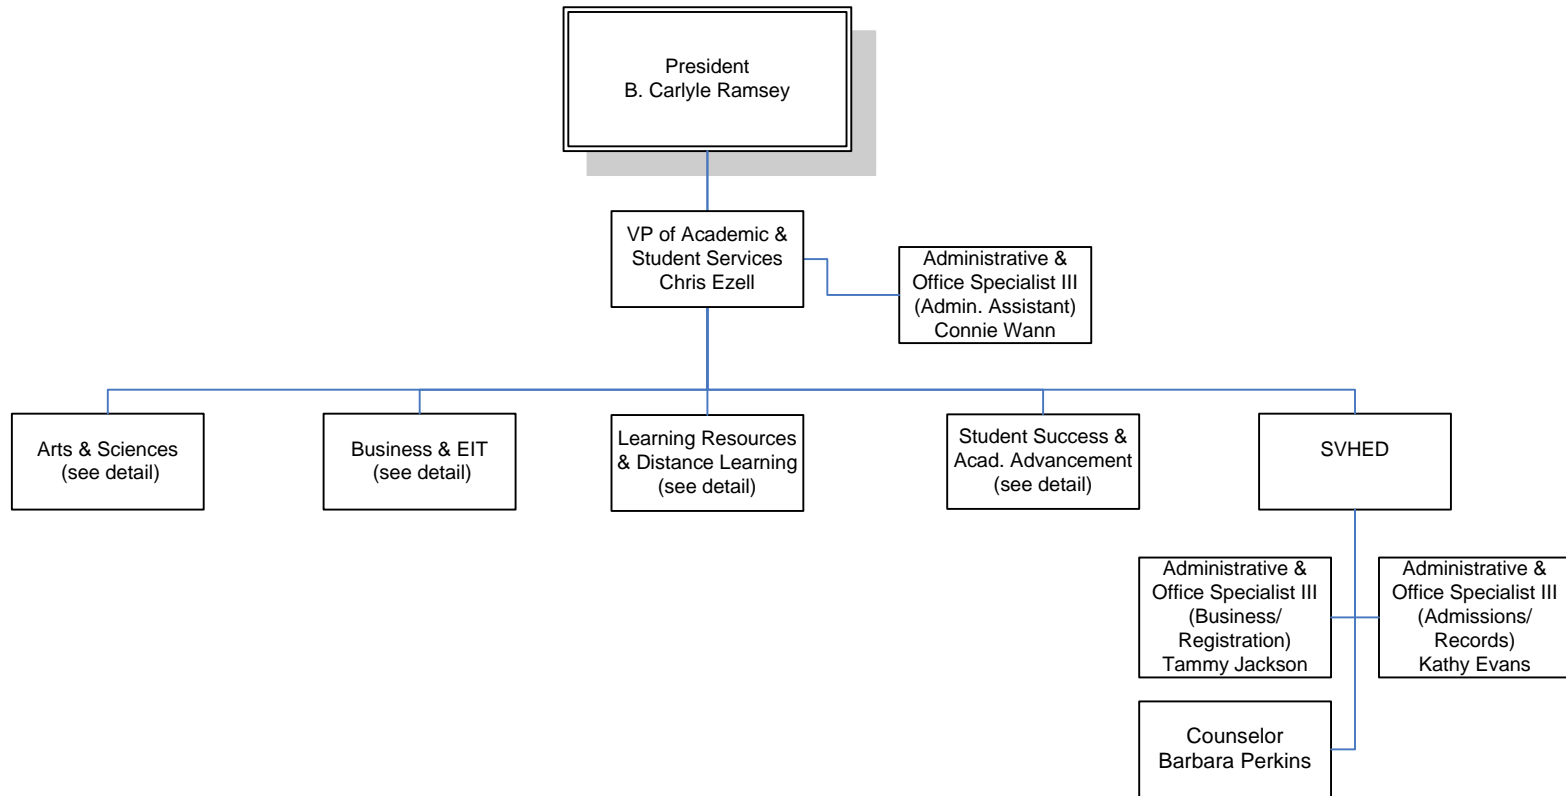 President
B. Carlyle Ramsey
VP of Academic &
Student Services
Chris Ezell
Administrative &
Office Specialist III
(Admin. Assistant)
Connie Wann
Arts & Sciences
(see detail)
Business & EIT
(see detail)
Learning Resources
& Distance Learning
(see detail)
Student Success &
Acad. Advancement
(see detail)
SVHED
Administrative &
Office Specialist III
(Business/
Registration)
Tammy Jackson
Administrative &
Office Specialist III
(Admissions/
Records)
Kathy Evans
Counselor
Barbara Perkins